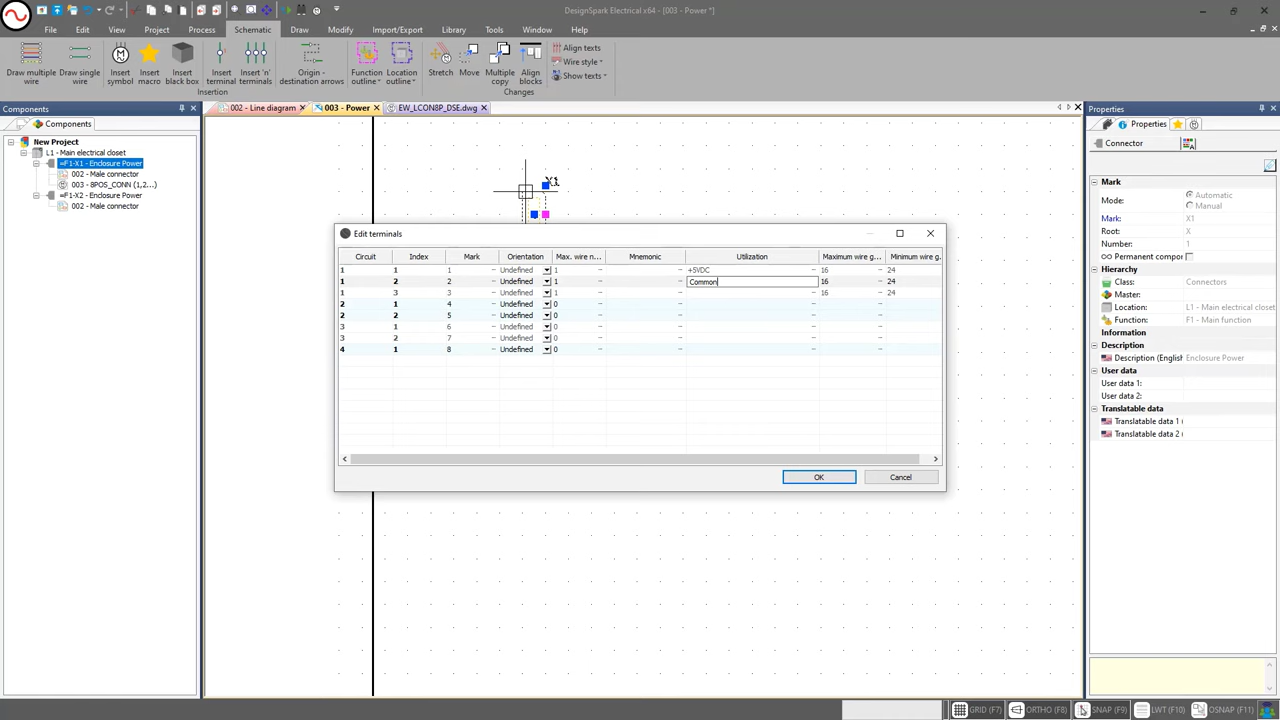 DesignSpark Electrical x64 - [003 - Power *]
File Edit View Project Process Schematic Draw Modify Import/Export Library Tools Window Help
Draw multiple wire
Draw single wire
Insert symbol
Insert macro
Insert black box
Insert terminal
Insert 'n' terminals
Origin - destination arrows
Function outline
Location outline
Stretch
Move
Multiple copy
Align blocks
Align texts
Wire style
Show texts
Insertion
Changes
Components
Components
New Project
L1 - Main electrical closet
=F1-X1 - Enclosure Power
002 - Male connector
003 - 8POS_CONN (1,2...)
=F1-X2 - Enclosure Power
002 - Male connector
002 - Line diagram
003 - Power
EW_LCON8P_DSE.dwg
X1
Edit terminals
Circuit Index Mark Orientation Max. wire n... Mnemonic Utilization Maximum wire g... Minimum wire g...
1 1 1 Undefined 1 +5VDC 16 24
1 2 2 Undefined 1 Common 16 24
1 3 3 Undefined 1 16 24
2 1 4 Undefined 0
2 2 5 Undefined 0
3 1 6 Undefined 0
3 2 7 Undefined 0
4 1 8 Undefined 0
OK Cancel
Properties
Properties
Connector
Mark
Mode: Automatic
Manual
Mark: X1
Root: X
Number: 1
Permanent compor
Hierarchy
Class: Connectors
Master:
Location: L1 - Main electrical close
Function: F1 - Main function
Information
Description
Description (English Enclosure Power
User data
User data 1:
User data 2:
Translatable data
Translatable data 1 (
Translatable data 2 (
GRID (F7) ORTHO (F8) SNAP (F9) LWT (F10) OSNAP (F11)